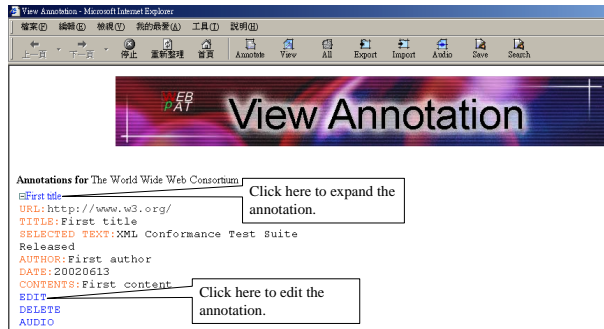 View Annotation - Microsoft Internet Explorer
檔案(F) 編輯(E) 檢視(V) 我的最愛(A) 工具(T) 說明(H)
上一頁 下一頁 停止 重新整理 首頁 Annotate View All Export Import Audio Save Search
WEB
PAT
View Annotation
Annotations for The World Wide Web Consortium
First title
Click here to expand the
annotation.
URL:http://www.w3.org/
TITLE:First title
SELECTED TEXT:XML Conformance Test Suite
Released
AUTHOR:First author
DATE:20020613
CONTENTS:First content
EDIT
Click here to edit the
annotation.
DELETE
AUDIO